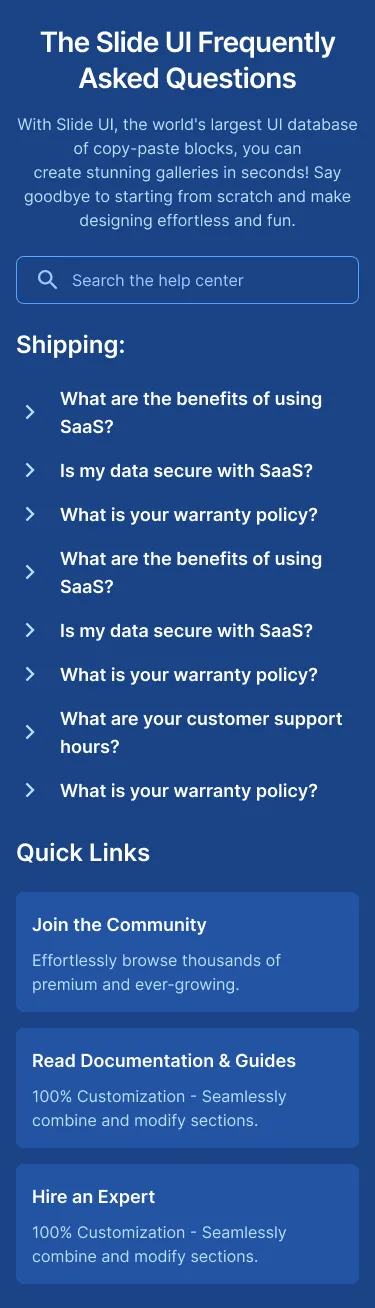 The Slide UI Frequently
Asked Questions
With Slide UI, the world's largest UI database
of copy-paste blocks, you can
create stunning galleries in seconds! Say
goodbye to starting from scratch and make
designing effortless and fun.
Search the help center
Shipping:
What are the benefits of using
SaaS?
Is my data secure with SaaS?
What is your warranty policy?
What are the benefits of using
SaaS?
Is my data secure with SaaS?
What is your warranty policy?
What are your customer support
hours?
What is your warranty policy?
Quick Links
Join the Community
Effortlessly browse thousands of
premium and ever-growing.
Read Documentation & Guides
100% Customization - Seamlessly
combine and modify sections.
Hire an Expert
100% Customization - Seamlessly
combine and modify sections.